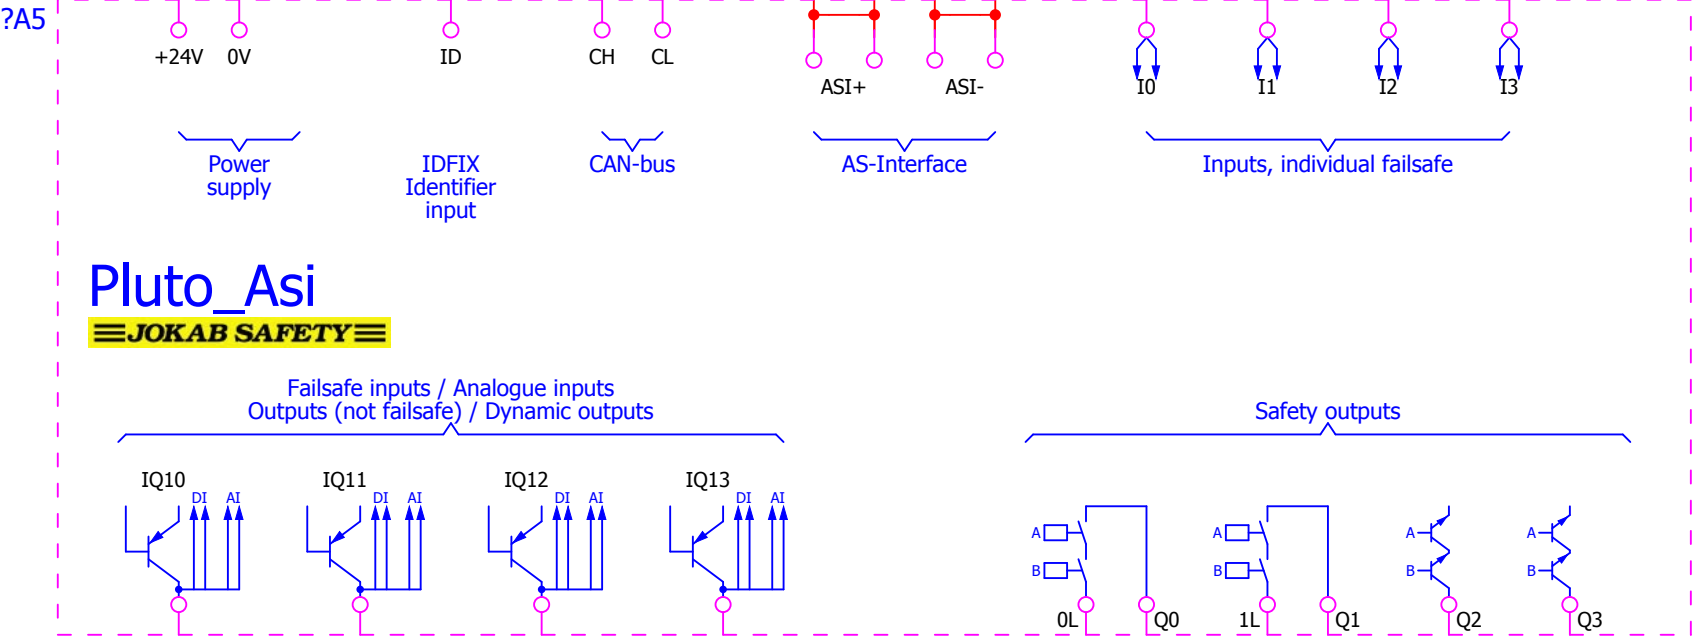 ?A5
+24V 0V ID CH CL
ASI+ ASI- I0 I1 I2 I3
Power supply
IDFIX Identifier input
CAN-bus
AS-Interface
Inputs, individual failsafe
Pluto_Asi
JOKAB SAFETY
Failsafe inputs / Analogue inputs
Outputs (not failsafe) / Dynamic outputs
Safety outputs
IQ10 IQ11 IQ12 IQ13
DI AI DI AI DI AI DI AI
A A A A
B B B B
0L Q0 1L Q1 Q2 Q3